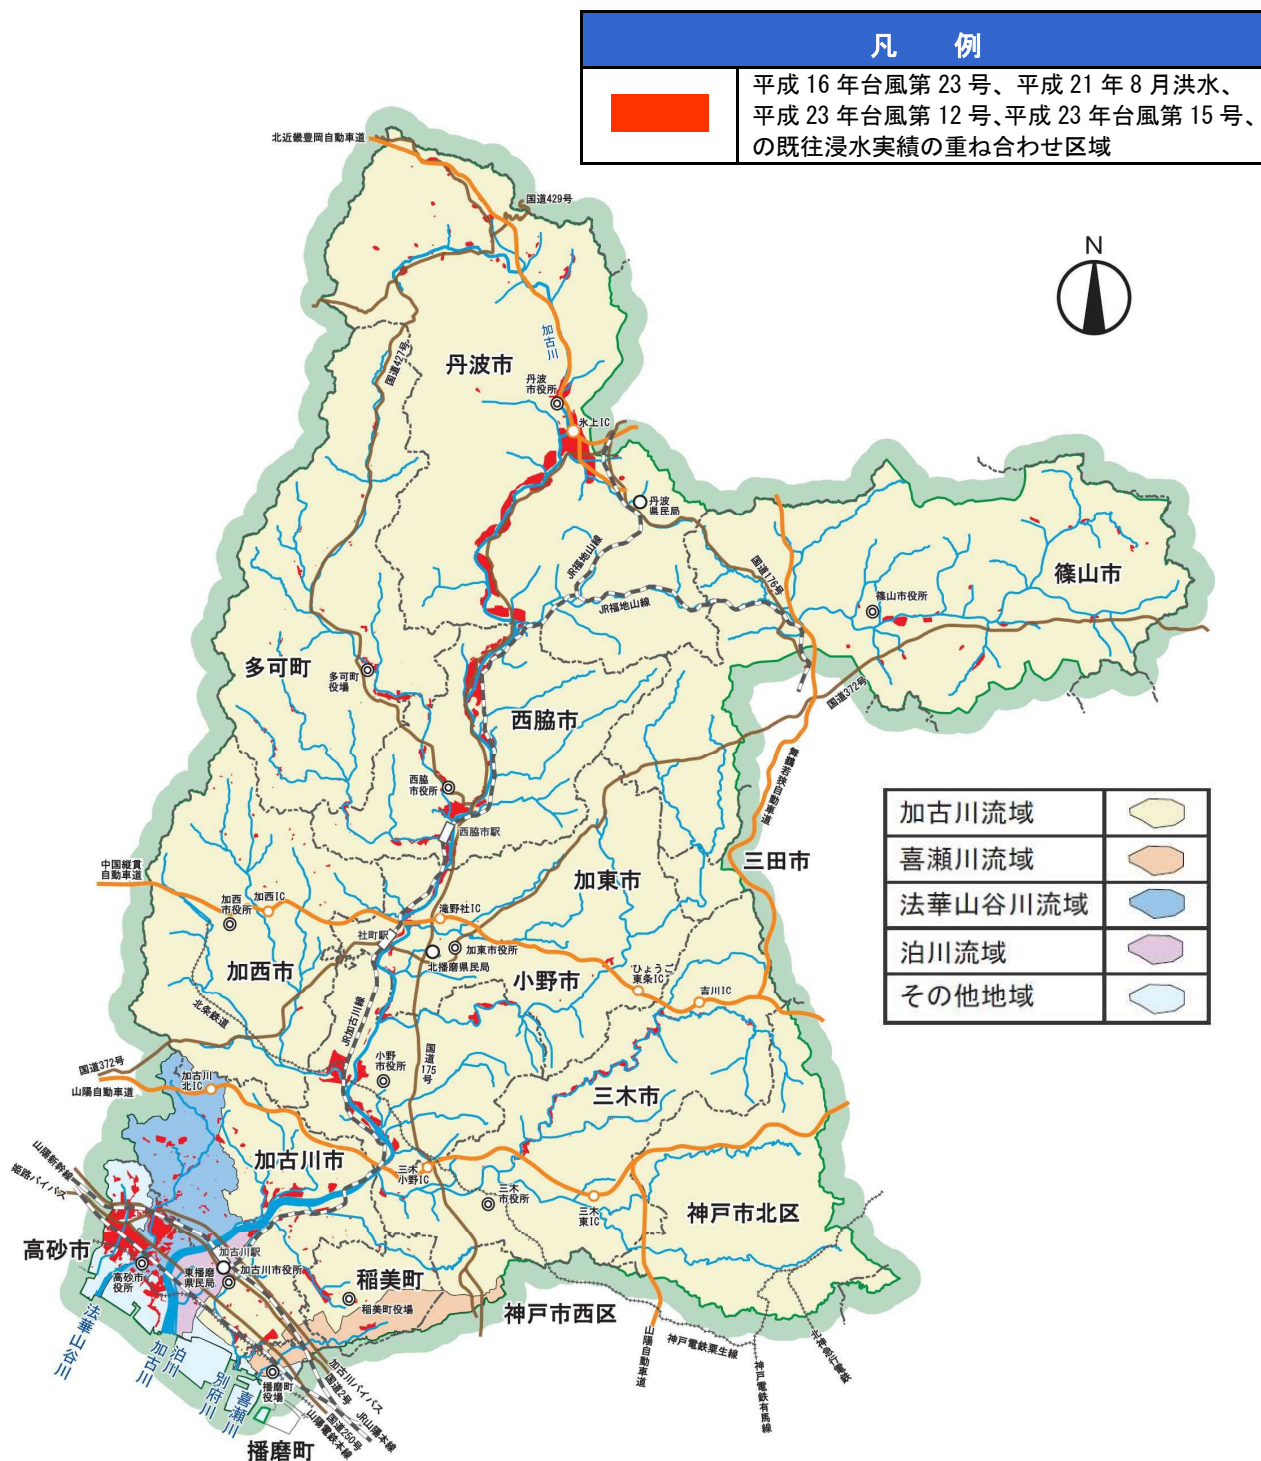 凡 例
平成 16 年台風第 23 号、平成 21 年 8 月洪水、
平成 23 年台風第 12 号、平成 23 年台風第 15 号、
の既往浸水実績の重ね合わせ区域
北近畿豊岡自動車道
国道429号
N
加古川
国道427号
丹波市
丹波
市役所
氷上IC
丹波
県民局
JR福地山線
JR福地山線
国道176号
篠山市
篠山市役所
多可町
多可町
役場
国道372号
西脇市
舞鶴若狭自動車道
西脇
市役所
西脇市駅
加古川流域
喜瀬川流域
法華山谷川流域
泊川流域
その他地域
三田市
中国縦貫
自動車道
加東市
加西
市役所
加西IC
滝野社IC
社町駅
加東市役所
北播磨県民局
加西市
小野市
ひょうご
東条IC
吉川IC
北条鉄道
JR加古川線
国道175号
小野
市役所
国道372号
山陽自動車道
加古川
北IC
三木市
山陽新幹線
姫路バイパス
加古川市
三木
小野IC
三木
市役所
三木
東IC
神戸市北区
高砂市
加古川駅
高砂市
役所
東播磨
県民局
加古川市役所
稲美町
稲美町役場
神戸市西区
法華山谷川
加古川
泊川
別府川
喜瀬川
播磨町
役場
加古川バイパス
国道2号
JR山陽本線
国道250号
山陽電鉄本線
山陽自動車道
神戸電鉄粟生線
神戸電鉄有馬線
北神急行電鉄
播磨町